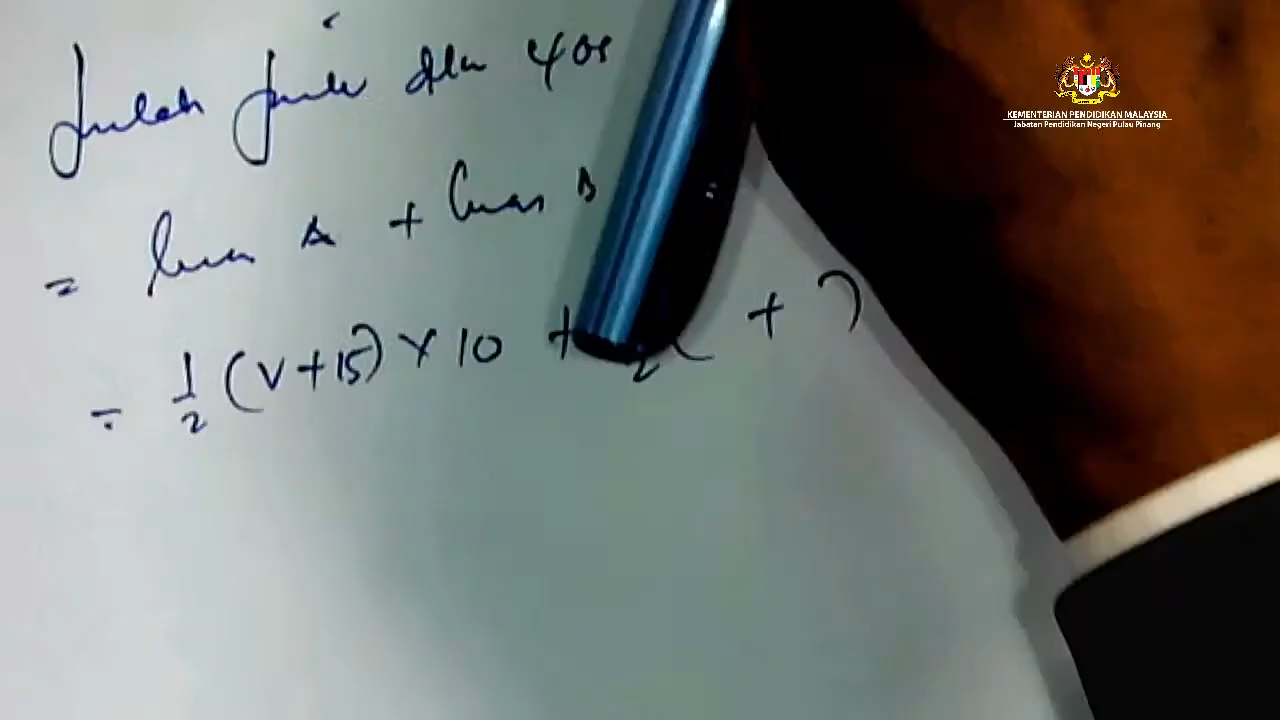 Jumlah jarak dlm 40s
= luas A + luas B
= 1/2 (V+15) × 10 + + )
KEMENTERIAN PENDIDIKAN MALAYSIA
Jabatan Pendidikan Negeri Pulau Pinang